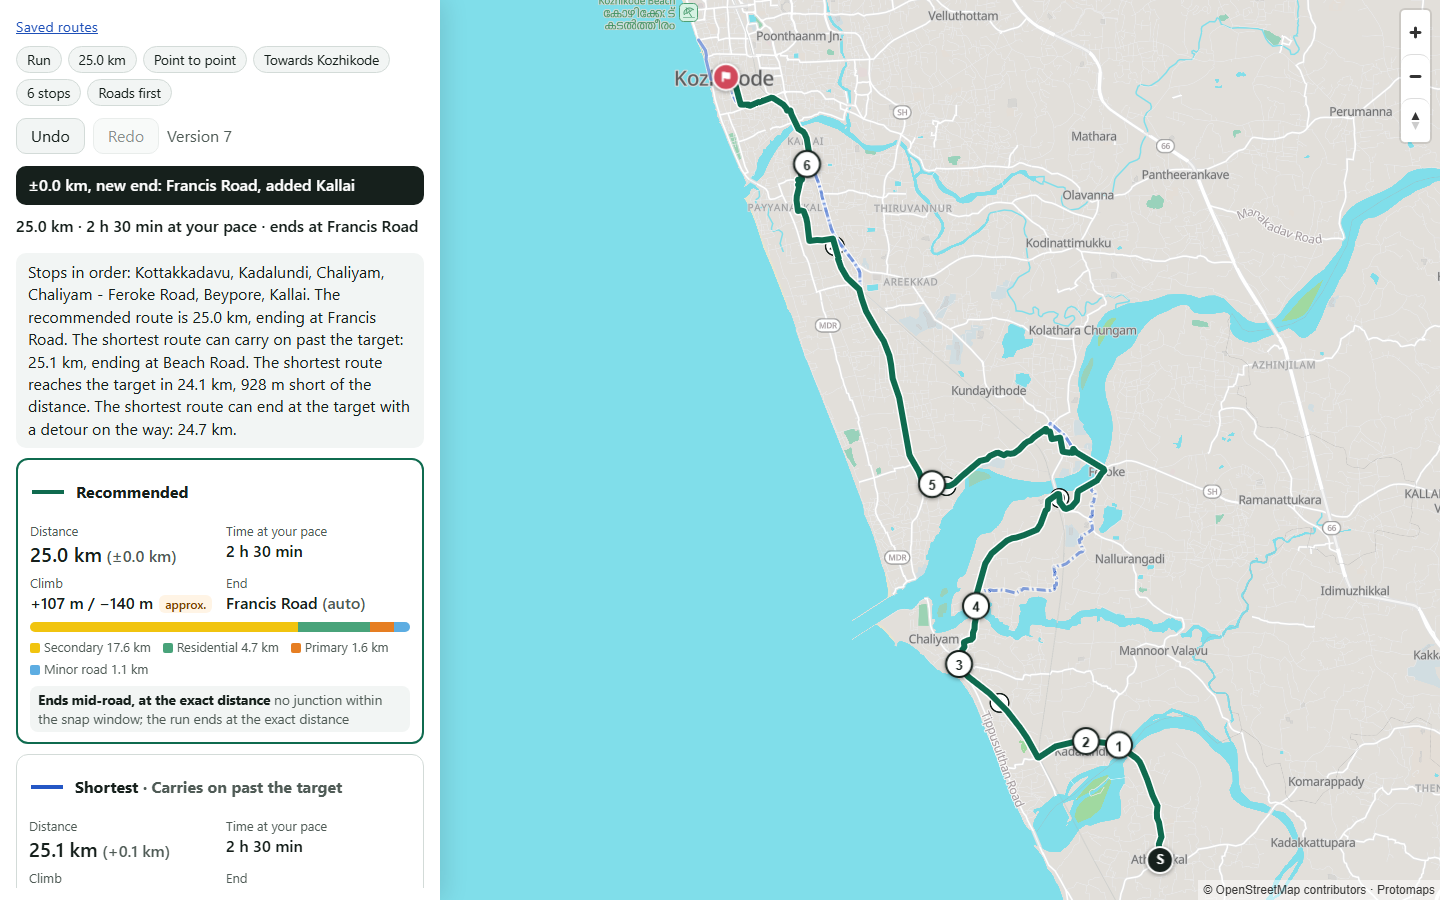 Saved routes
Run
25.0 km
Point to point
Towards Kozhikode
6 stops
Roads first
Undo
Redo
Version 7
±0.0 km, new end: Francis Road, added Kallai
25.0 km · 2 h 30 min at your pace · ends at Francis Road
Stops in order: Kottakkadavu, Kadalundi, Chaliyam,
Chaliyam - Feroke Road, Beypore, Kallai. The
recommended route is 25.0 km, ending at Francis
Road. The shortest route can carry on past the target:
25.1 km, ending at Beach Road. The shortest route
reaches the target in 24.1 km, 928 m short of the
distance. The shortest route can end at the target with
a detour on the way: 24.7 km.
Recommended
Distance
25.0 km (±0.0 km)
Time at your pace
2 h 30 min
Climb
+107 m / −140 m approx.
End
Francis Road (auto)
Secondary 17.6 km
Residential 4.7 km
Primary 1.6 km
Minor road 1.1 km
Ends mid-road, at the exact distance no junction within
the snap window; the run ends at the exact distance
Shortest · Carries on past the target
Distance
25.1 km (+0.1 km)
Time at your pace
2 h 30 min
Climb
End
Kozhikode Beach
കോഴിക്കോട്
കടൽത്തീരം
Velluthottam
Poonthaanm Jn.
SH
Perumanna
Mathara
66
Pantheerankave
Olavanna
6
THIRUVANNUR
Manakadav Road
Kodinattimukku
AREEKKAD
MDR
Kolathara Chungam
AZHINJILAM
Kundayithode
5
SH
Ramanattukara
66
MDR
Nallurangadi
Idimuzhikkal
4
Chaliyam
3
Mannoor Valavu
Tippusulthan Road
2
1
Komarappady
Kadakkattupara
S
© OpenStreetMap contributors · Protomaps